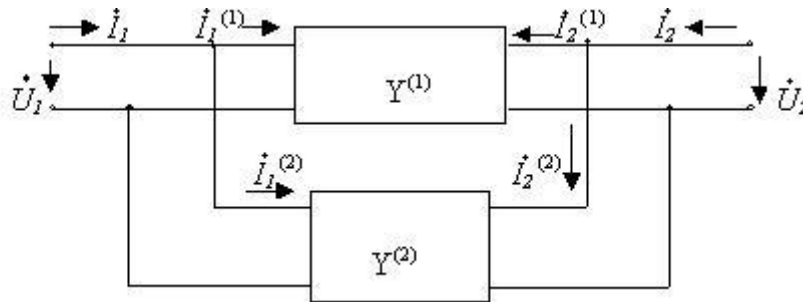 İ₁ İ₁⁽¹⁾ İ₂⁽¹⁾ İ₂
U̇₁ Y⁽¹⁾ U̇₂
İ₁⁽²⁾ İ₂⁽²⁾
Y⁽²⁾